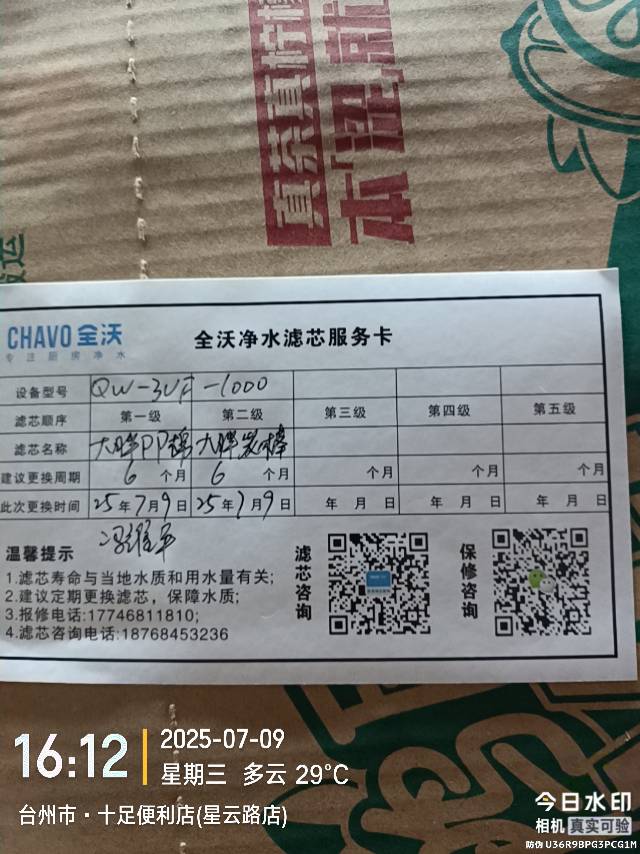 真茶真柠檬
本
CHAVO 全沃
专注厨房净水
全沃净水滤芯服务卡
设备型号 QW-3UF-1000
滤芯顺序 第一级 第二级 第三级 第四级 第五级
滤芯名称 大胖PP棉 大胖炭棒
建议更换周期 6 个月 6 个月 个月 个月 个月
此次更换时间 25年7月9日 25年7月9日 年 月 日 年 月 日 年 月 日
温馨提示
1.滤芯寿命与当地水质和用水量有关;
2.建议定期更换滤芯，保障水质;
3.报修电话:17746811810;
4.滤芯咨询电话:18768453236
滤芯咨询
保修咨询
16:12
2025-07-09
星期三 多云 29°C
台州市·十足便利店(星云路店)
今日水印
相机 真实可验
防伪 U36R9BPG3PCG1M